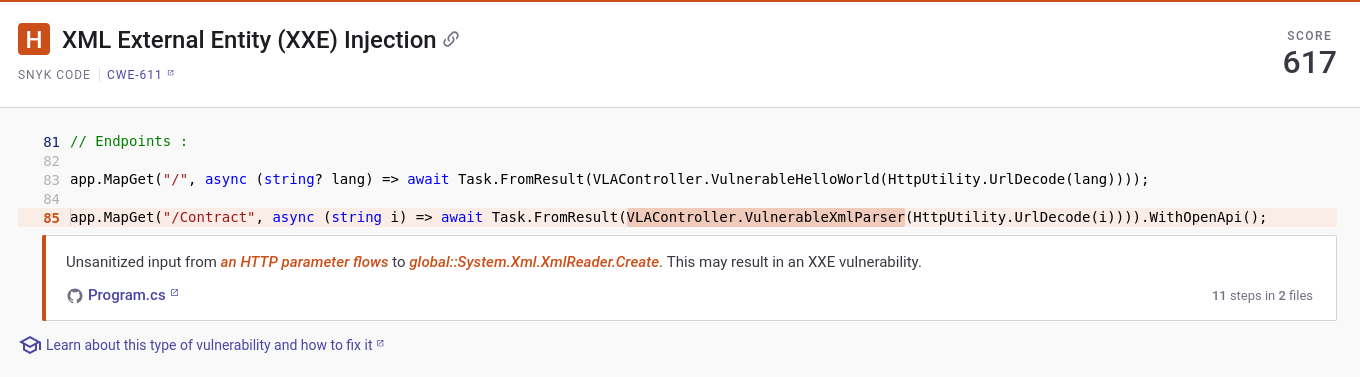 H XML External Entity (XXE) Injection
SCORE
617
SNYK CODE CWE-611
81 // Endpoints :
82
83 app.MapGet("/", async (string? lang) => await Task.FromResult(VLAController.VulnerableHelloWorld(HttpUtility.UrlDecode(lang))));
84
85 app.MapGet("/Contract", async (string i) => await Task.FromResult(VLAController.VulnerableXmlParser(HttpUtility.UrlDecode(i)))).WithOpenApi();
Unsanitized input from an HTTP parameter flows to global::System.Xml.XmlReader.Create. This may result in an XXE vulnerability.
Program.cs
11 steps in 2 files
Learn about this type of vulnerability and how to fix it